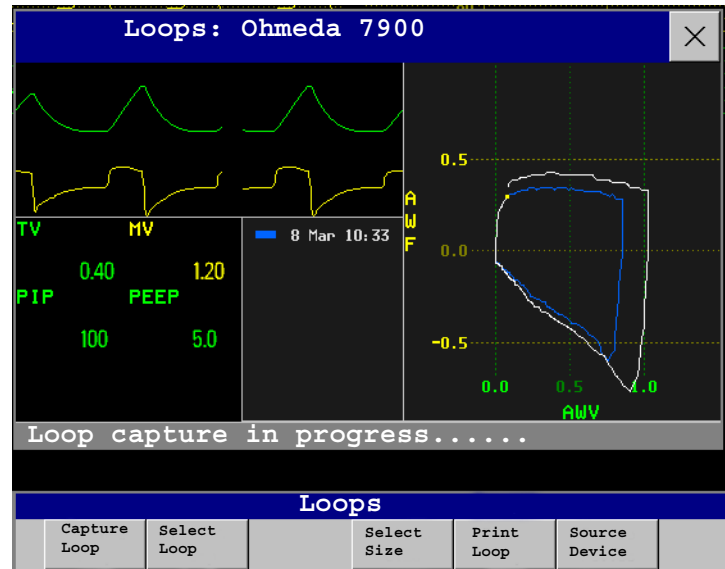 Loops: Ohmeda 7900
TV MV
0.40 1.20
PIP PEEP
100 5.0
8 Mar 10:33
AWF
0.5
0.0
-0.5
0.0 0.5 1.0
AWV
Loop capture in progress......
Loops
Capture Loop
Select Loop
Select Size
Print Loop
Source Device